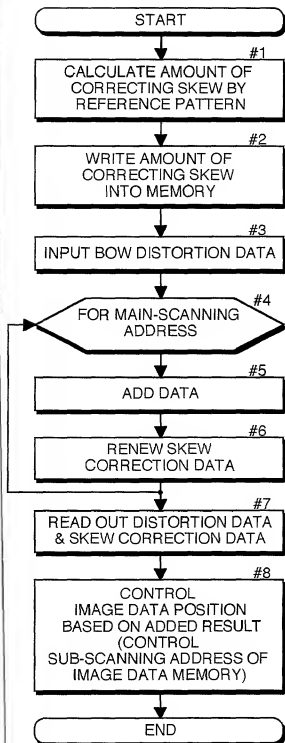 START
#1
CALCULATE AMOUNT OF
CORRECTING SKEW BY
REFERENCE PATTERN
#2
WRITE AMOUNT OF
CORRECTING SKEW
INTO MEMORY
#3
INPUT BOW DISTORTION DATA
#4
FOR MAIN-SCANNING
ADDRESS
#5
ADD DATA
#6
RENEW SKEW
CORRECTION DATA
#7
READ OUT DISTORTION DATA
& SKEW CORRECTION DATA
#8
CONTROL
IMAGE DATA POSITION
BASED ON ADDED RESULT
(CONTROL
SUB-SCANNING ADDRESS OF
IMAGE DATA MEMORY)
END